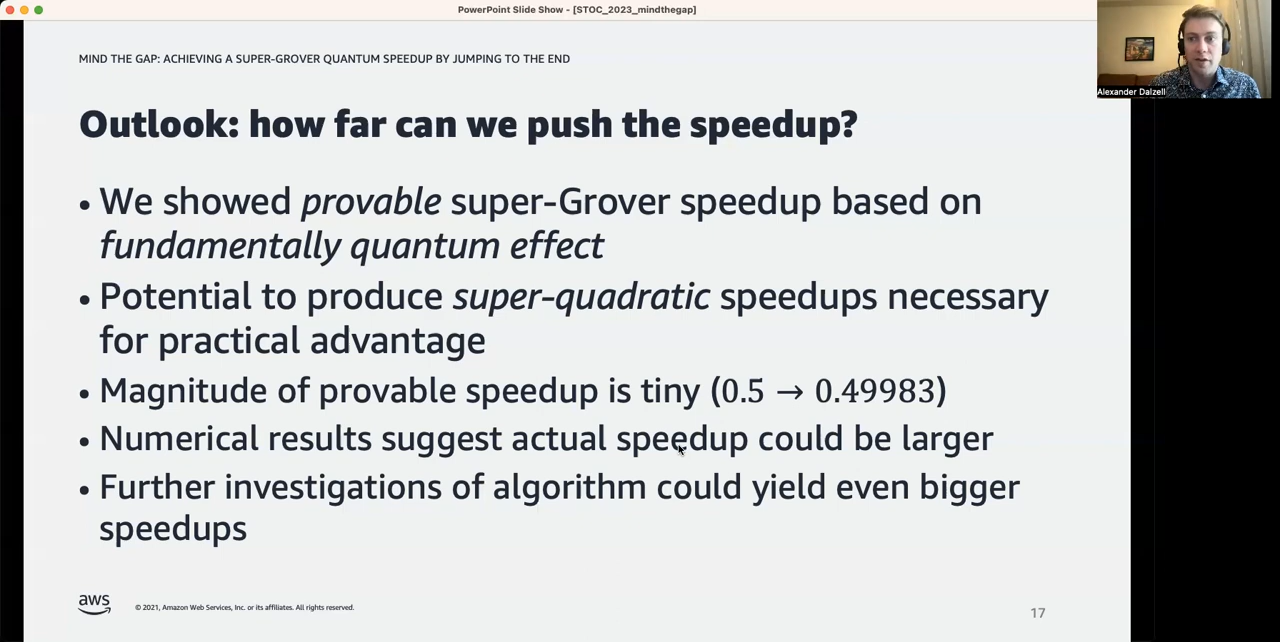 PowerPoint Slide Show - [STOC_2023_mindthegap]
MIND THE GAP: ACHIEVING A SUPER-GROVER QUANTUM SPEEDUP BY JUMPING TO THE END
Alexander Dalzell
Outlook: how far can we push the speedup?
• We showed provable super-Grover speedup based on
fundamentally quantum effect
• Potential to produce super-quadratic speedups necessary
for practical advantage
• Magnitude of provable speedup is tiny (0.5 → 0.49983)
• Numerical results suggest actual speedup could be larger
• Further investigations of algorithm could yield even bigger
speedups
aws
© 2021, Amazon Web Services, Inc. or its affiliates. All rights reserved.
17